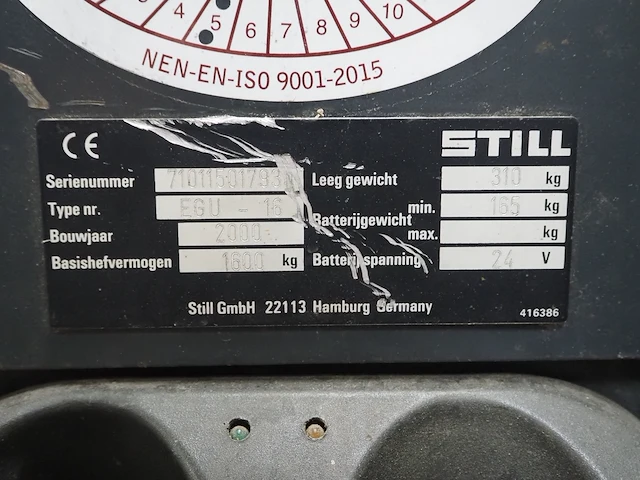 4 5 6 7 8 9 10
NEN-EN-ISO 9001-2015
CE
STILL
Serienummer
Leeg gewicht 310 kg
Type nr. EGU - 16
Batterijgewicht min. 165 kg
Bouwjaar 2000
max. kg
Basishefvermogen 1600 kg
Batterijspanning 24 V
Still GmbH 22113 Hamburg Germany
416386